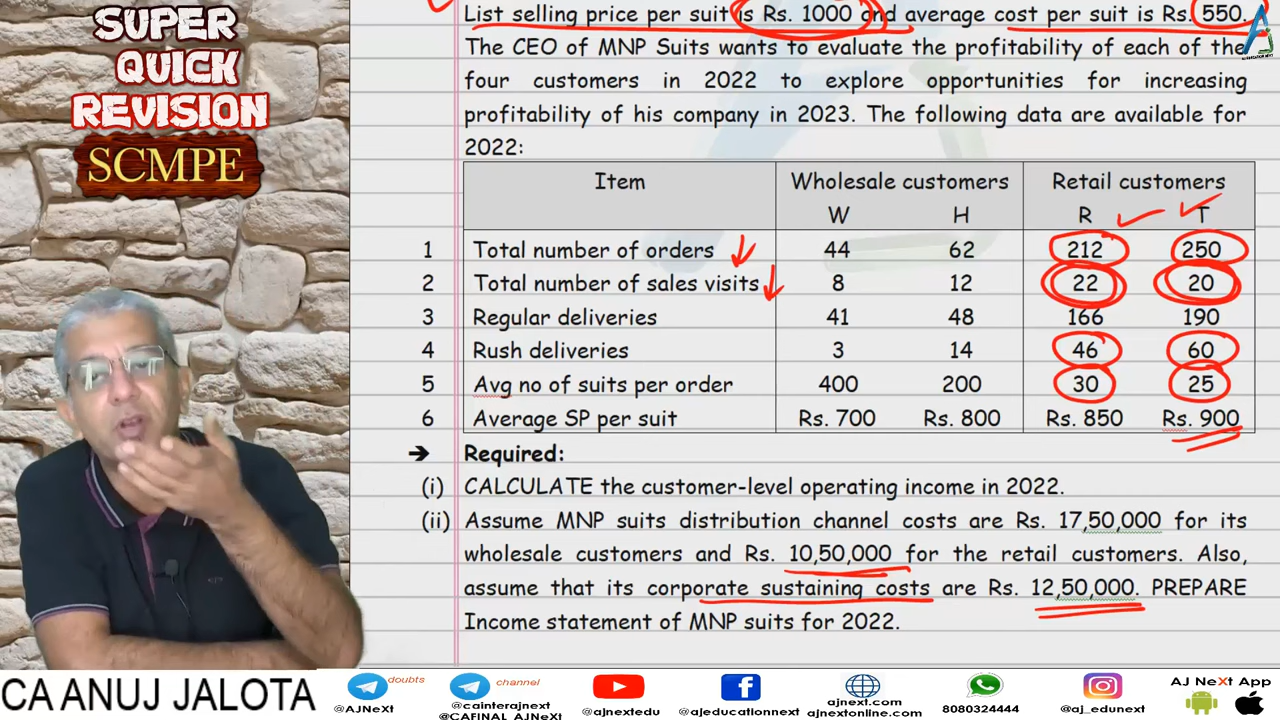 SUPER
QUICK
REVISION
SCMPE
List selling price per suit is Rs. 1000 and average cost per suit is Rs. 550.
The CEO of MNP Suits wants to evaluate the profitability of each of the
four customers in 2022 to explore opportunities for increasing
profitability of his company in 2023. The following data are available for
2022:
Item Wholesale customers Retail customers
W H R T
1 Total number of orders 44 62 212 250
2 Total number of sales visits 8 12 22 20
3 Regular deliveries 41 48 166 190
4 Rush deliveries 3 14 46 60
5 Avg no of suits per order 400 200 30 25
6 Average SP per suit Rs. 700 Rs. 800 Rs. 850 Rs. 900
➔ Required:
(i) CALCULATE the customer-level operating income in 2022.
(ii) Assume MNP suits distribution channel costs are Rs. 17,50,000 for its
wholesale customers and Rs. 10,50,000 for the retail customers. Also,
assume that its corporate sustaining costs are Rs. 12,50,000. PREPARE
Income statement of MNP suits for 2022.
CA ANUJ JALOTA
doubts
@AJNeXt
channel
@cainterajnext
@CAFINAL_AJNeXt
@ajnextedu
@ajeducationnext
ajnext.com
ajnextonline.com
8080324444
@aj_edunext
AJ NeXt App